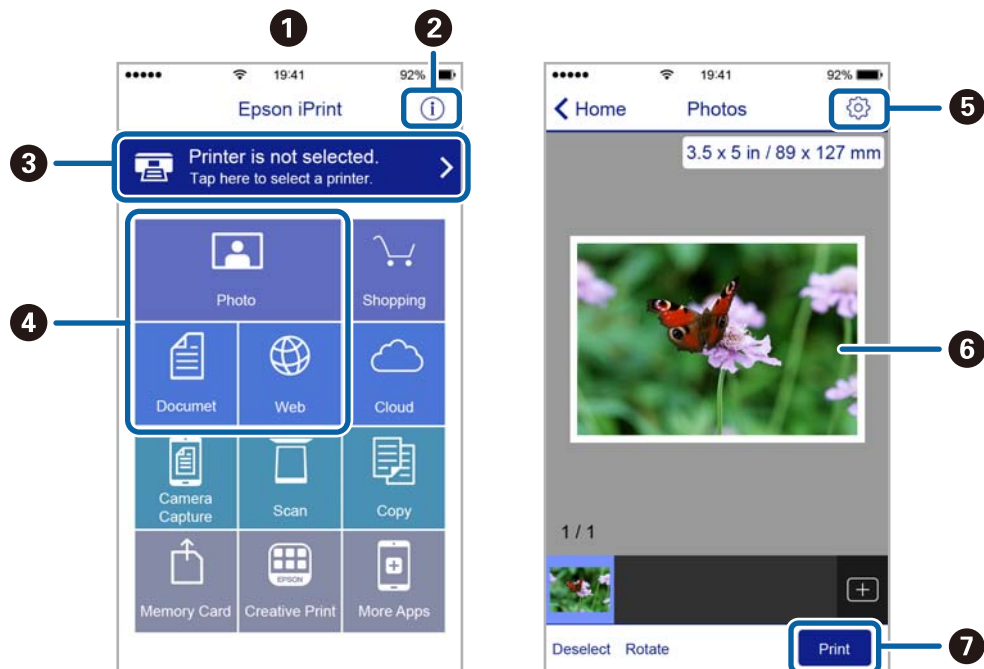 1
2
19:41
92%
Epson iPrint
3
Printer is not selected.
Tap here to select a printer.
4
Photo
Shopping
Documet
Web
Cloud
Camera
Capture
Scan
Copy
EPSON
Memory Card
Creative Print
More Apps
19:41
92%
Home
Photos
5
3.5 x 5 in / 89 x 127 mm
6
1 / 1
Deselect
Rotate
Print
7